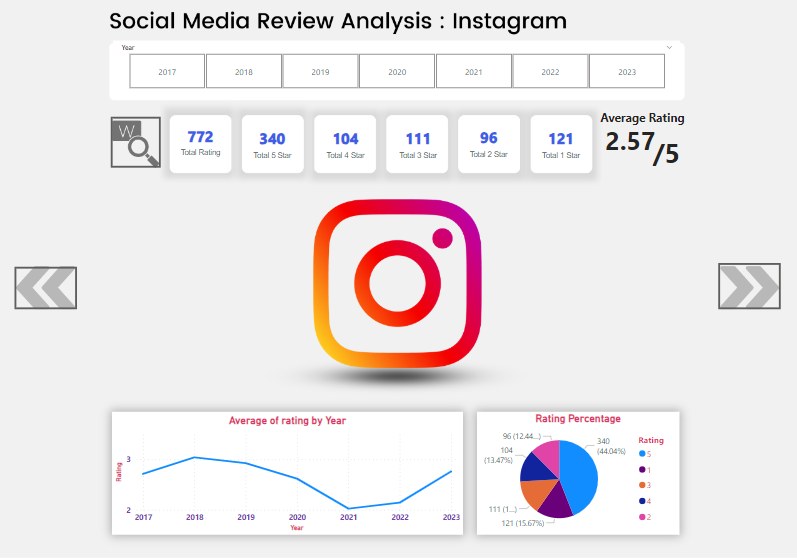 Social Media Review Analysis : Instagram
Year
2017 2018 2019 2020 2021 2022 2023
W
772 340 104 111 96 121
Total Rating Total 5 Star Total 4 Star Total 3 Star Total 2 Star Total 1 Star
Average Rating
2.57/5
Average of rating by Year
Rating
3
2
2017 2018 2019 2020 2021 2022 2023
Year
Rating Percentage
96 (12.44...)
340
(44.04%)
104
(13.47%)
111 (1...)
121 (15.67%)
Rating
5
1
3
4
2